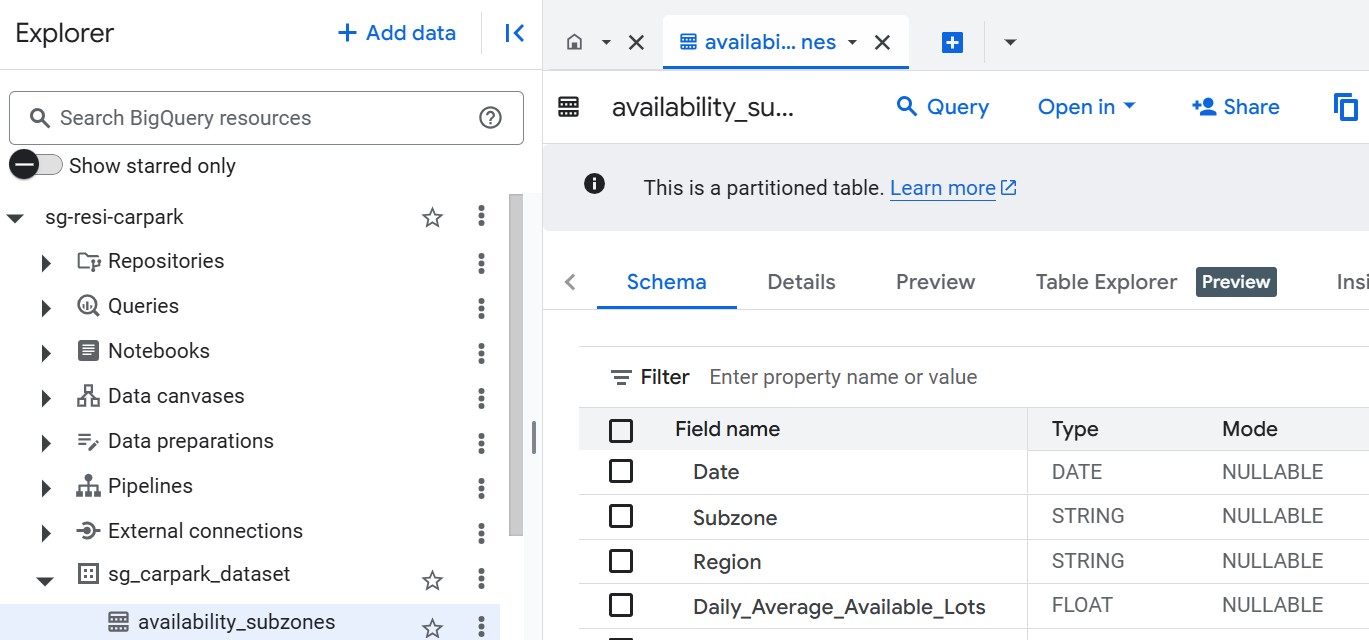 Explorer
+ Add data
Search BigQuery resources
Show starred only
sg-resi-carpark
Repositories
Queries
Notebooks
Data canvases
Data preparations
Pipelines
External connections
sg_carpark_dataset
availability_subzones
availabi... nes
availability_su...
Query
Open in
Share
This is a partitioned table. Learn more
Schema Details Preview Table Explorer Preview Insi
Filter Enter property name or value
Field name Type Mode
Date DATE NULLABLE
Subzone STRING NULLABLE
Region STRING NULLABLE
Daily_Average_Available_Lots FLOAT NULLABLE